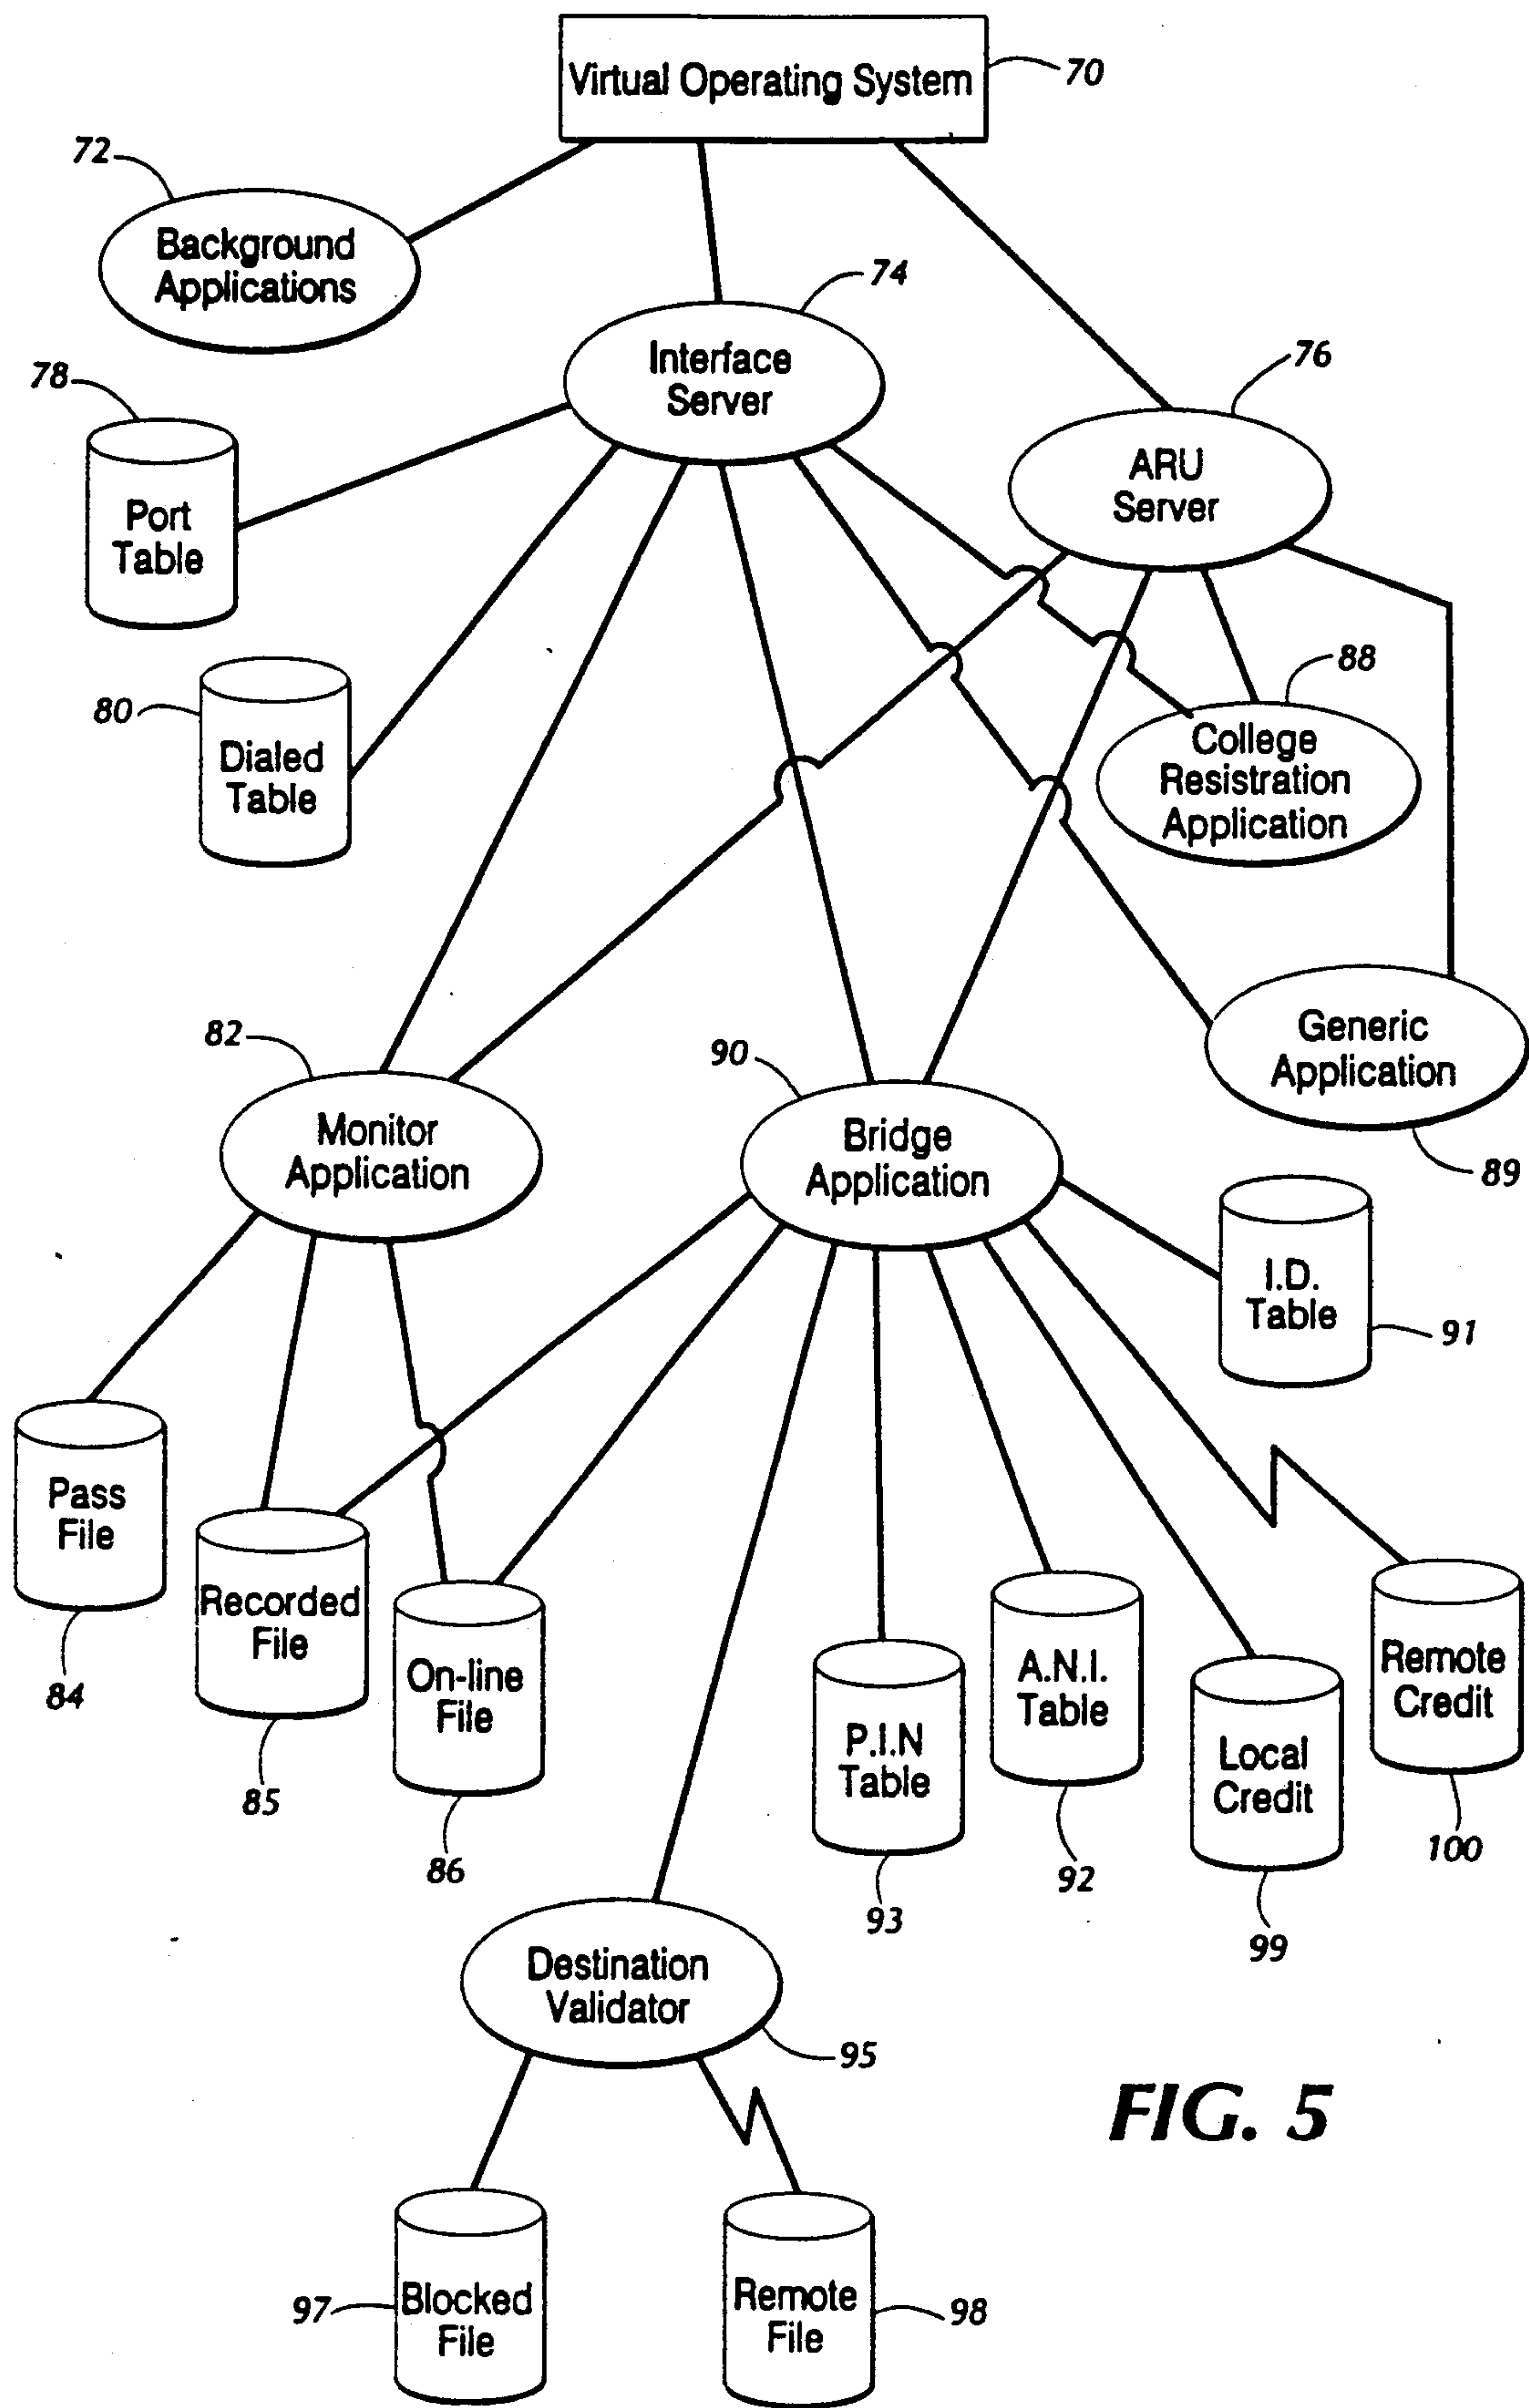 Virtual Operating System
70
72
Background
Applications
74
Interface
Server
76
ARU
Server
78
Port
Table
80
Dialed
Table
88
College
Resistration
Application
82
Monitor
Application
90
Bridge
Application
Generic
Application
89
I.D.
Table
91
Pass
File
84
Recorded
File
85
On-line
File
86
P.I.N
Table
93
A.N.I.
Table
92
Local
Credit
99
Remote
Credit
100
Destination
Validator
95
FIG. 5
97
Blocked
File
Remote
File
98